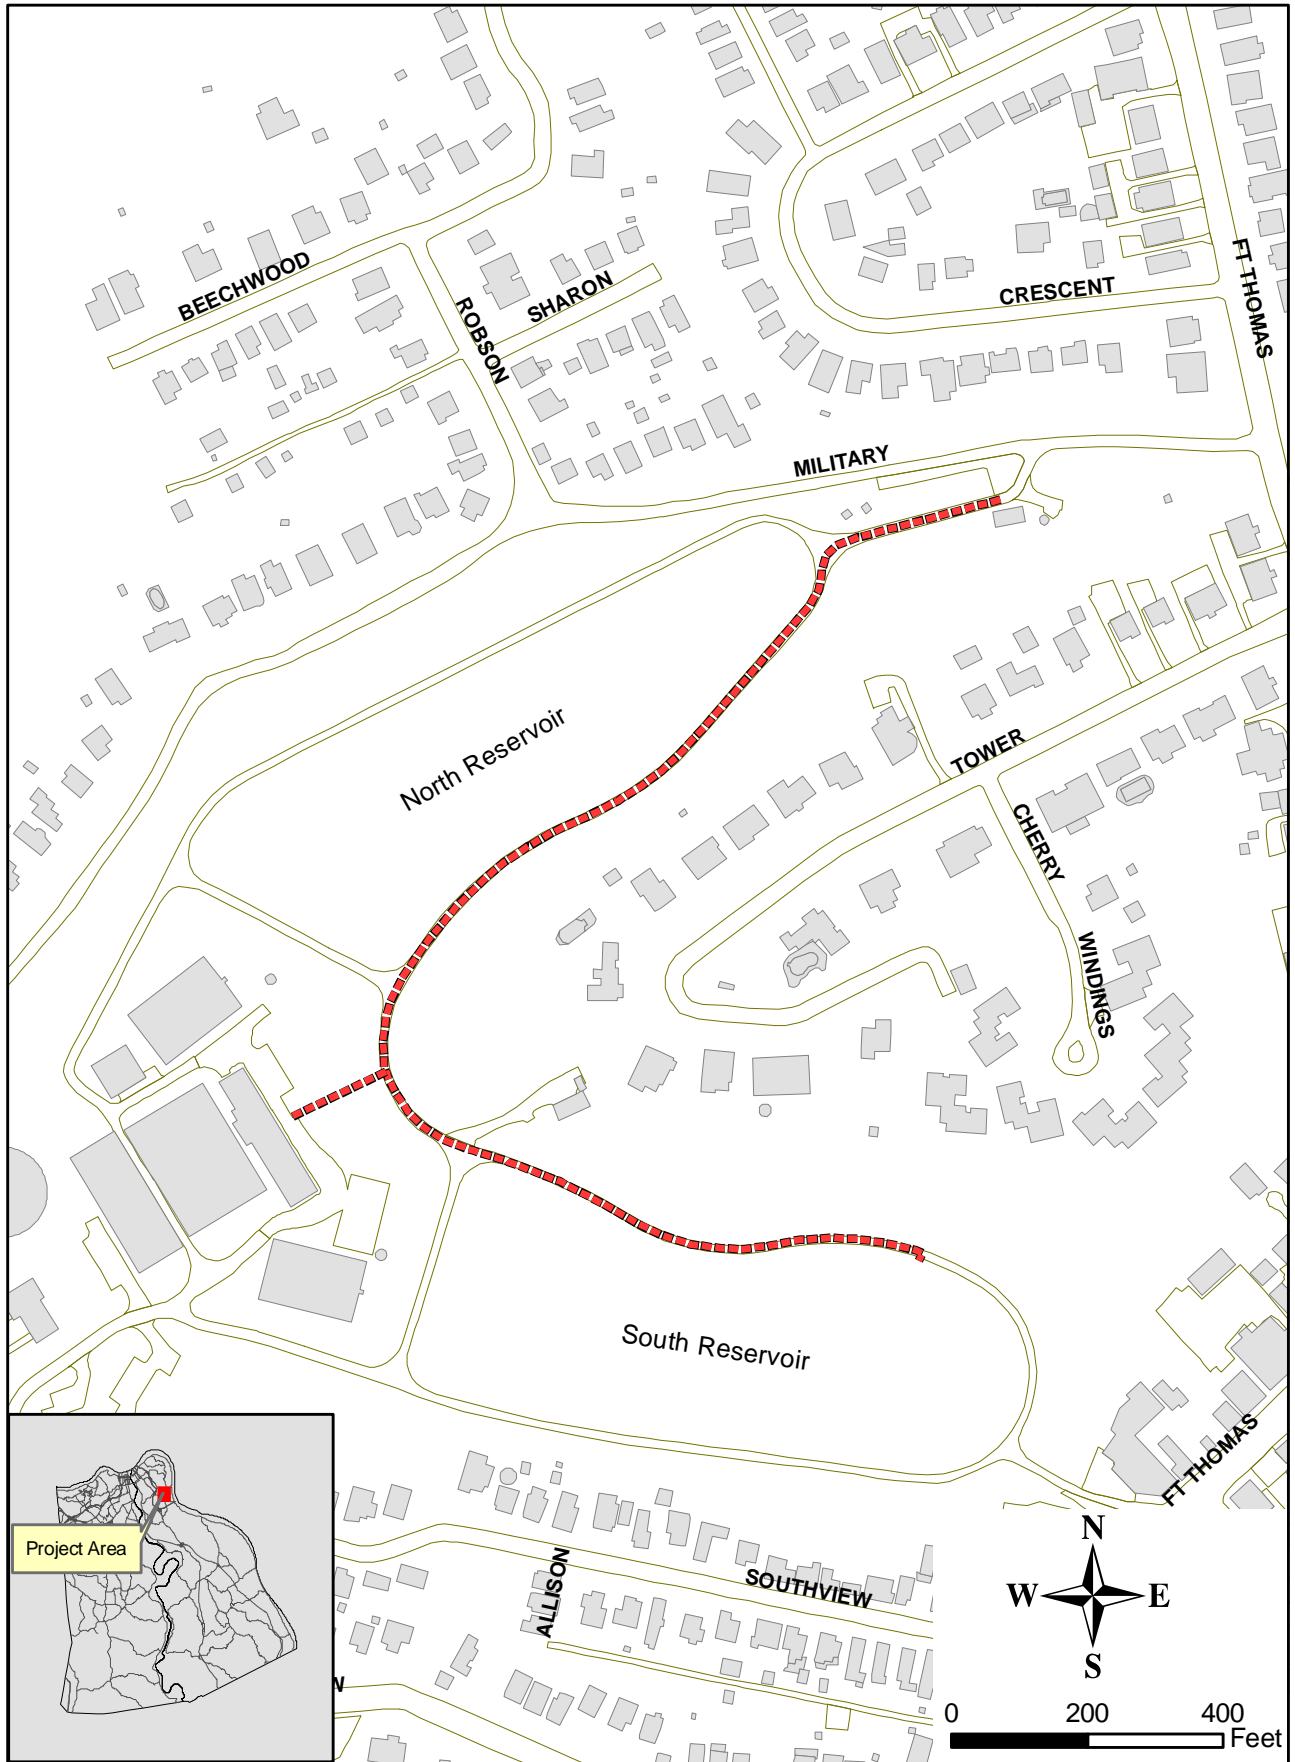 BEECHWOOD
ROBSON
SHARON
CRESCENT
FT THOMAS
MILITARY
North Reservoir
TOWER
CHERRY
WINDINGS
South Reservoir
FT THOMAS
Project Area
ALLISON
SOUTHVIEW
N
W E
S
0 200 400
Feet